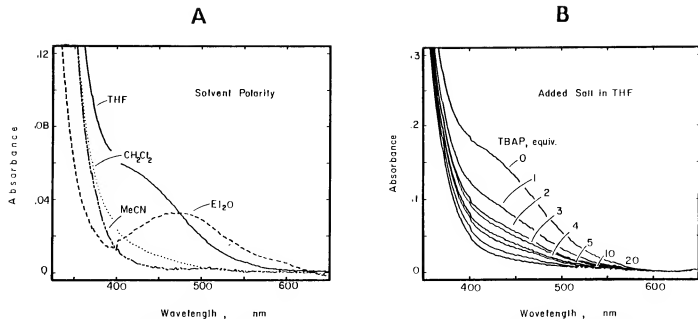 A
.12
.08
.04
0
Absorbance
Solvent Polarity
THF
CH2Cl2
MeCN
Et2O
400
500
600
Wavelength , nm
B
.3
.2
.1
0
Absorbance
Added Salt in THF
TBAP, equiv.
0
1
2
3
4
5
10
20
400
500
600
Wavelength , nm